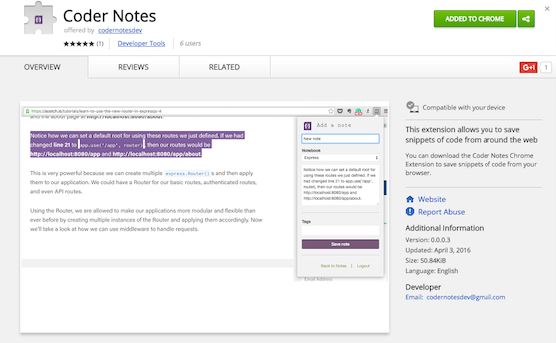 Coder Notes
offered by codernotesdev
(1) Developer Tools 6 users
ADDED TO CHROME
OVERVIEW REVIEWS RELATED
G+1 1
https://scotch.io/tutorials/learn-to-use-the-new-router-in-expressjs-4
and the about page at http://localhost:8080/app/about.
Notice how we can set a default root for using these routes we just defined. If we had
changed line 21 to app.use('/app', router), then our routes would be
http://localhost:8080/app and http://localhost:8080/app/about.
This is very powerful because we can create multiple express.Router()s and then apply
them to our application. We could have a Router for our basic routes, authenticated routes,
and even API routes.
Using the Router, we are allowed to make our applications more modular and flexible than
ever before by creating multiple instances of the Router and applying them accordingly. Now
we'll take a look at how we can use middleware to handle requests.
Add a note
New note
Notebook
Express
Notice how we can set a default root for
using these routes we just defined. If we
had changed line 21 to app.use('/app',
router), then our routes would be
http://localhost:8080/app and
http://localhost:8080/app/about.
Tags
Save note
Back to Notes | Logout
Email Address
Compatible with your device
This extension allows you to save
snippets of code from around the web
You can download the Coder Notes Chrome
Extension to save snippets of code from your
browser.
Website
Report Abuse
Additional Information
Version: 0.0.0.3
Updated: April 3, 2016
Size: 50.84KiB
Language: English
Developer
Email: codernotesdev@gmail.com